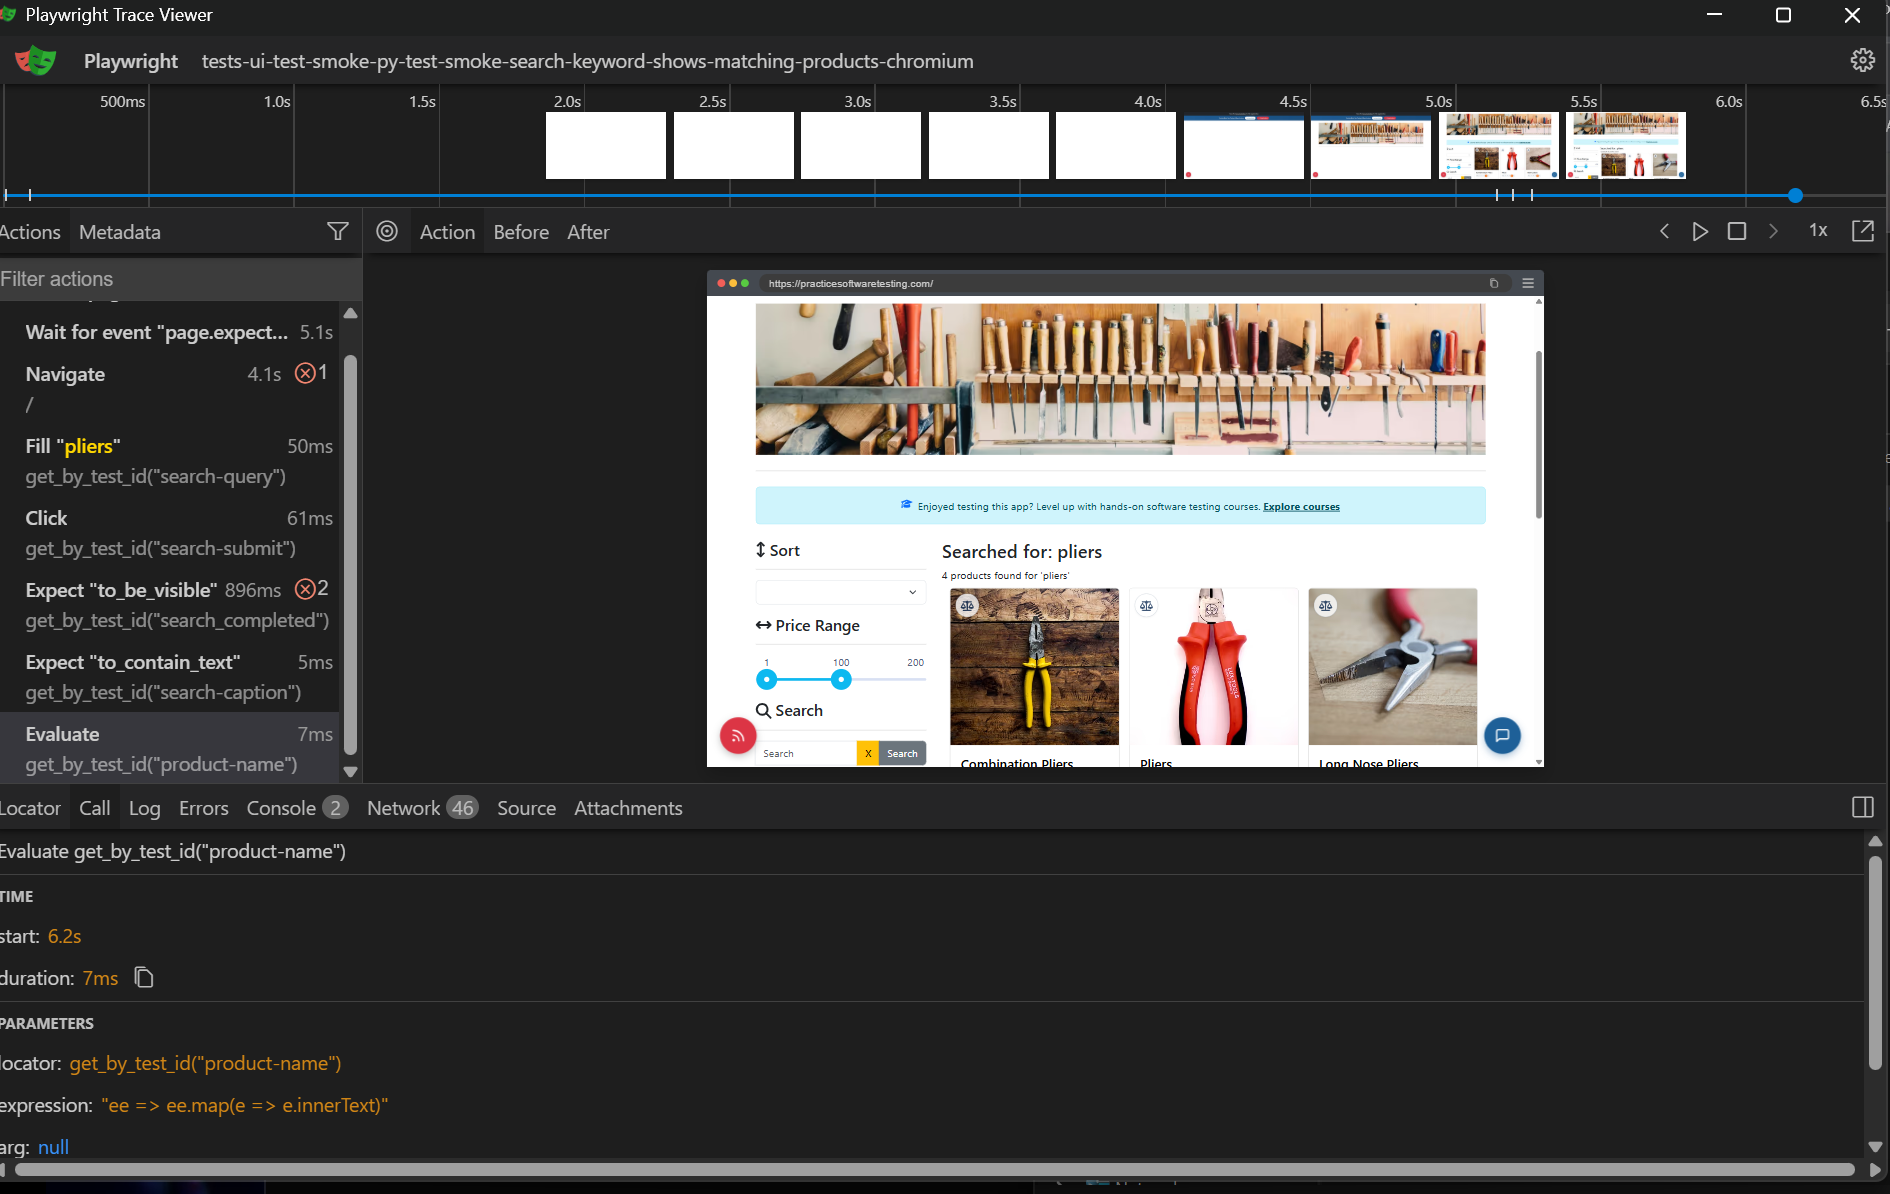 Playwright Trace Viewer
Playwright tests-ui-test-smoke-py-test-smoke-search-keyword-shows-matching-products-chromium
500ms 1.0s 1.5s 2.0s 2.5s 3.0s 3.5s 4.0s 4.5s 5.0s 5.5s 6.0s 6.5s
Actions Metadata
Action Before After
1x
Filter actions
Wait for event "page.expect... 5.1s
Navigate 4.1s 1
/
Fill "pliers" 50ms
get_by_test_id("search-query")
Click 61ms
get_by_test_id("search-submit")
Expect "to_be_visible" 896ms 2
get_by_test_id("search_completed")
Expect "to_contain_text" 5ms
get_by_test_id("search-caption")
Evaluate 7ms
get_by_test_id("product-name")
https://practicesoftwaretesting.com/
Enjoyed testing this app? Level up with hands-on software testing courses. Explore courses
Sort
Price Range
1 100 200
Search
Search X Search
Searched for: pliers
4 products found for 'pliers'
Combination Pliers
Pliers
Long Nose Pliers
Locator Call Log Errors Console 2 Network 46 Source Attachments
Evaluate get_by_test_id("product-name")
TIME
start: 6.2s
duration: 7ms
PARAMETERS
locator: get_by_test_id("product-name")
expression: "ee => ee.map(e => e.innerText)"
arg: null